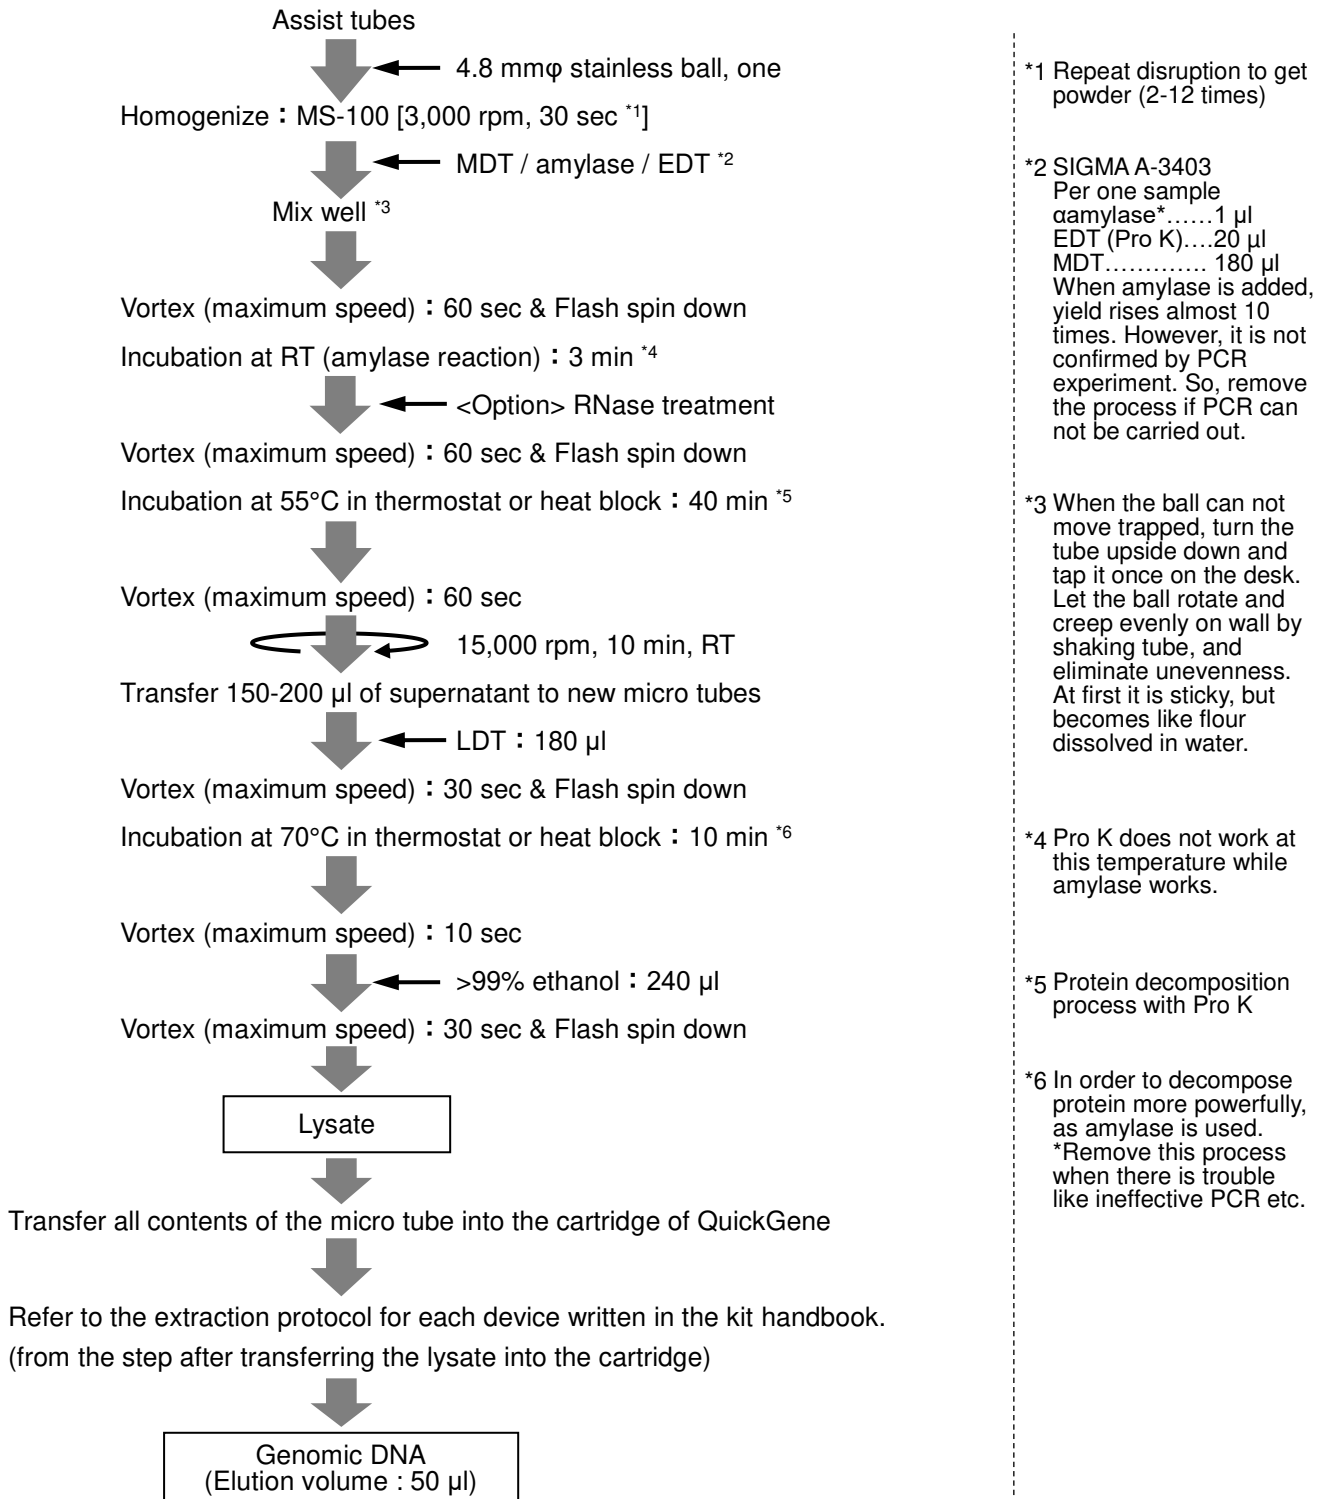 Assist tubes
4.8 mmφ stainless ball, one
Homogenize：MS-100 [3,000 rpm, 30 sec *1]
MDT / amylase / EDT *2
Mix well *3
Vortex (maximum speed)：60 sec & Flash spin down
Incubation at RT (amylase reaction)：3 min *4
<Option> RNase treatment
Vortex (maximum speed)：60 sec & Flash spin down
Incubation at 55°C in thermostat or heat block：40 min *5
Vortex (maximum speed)：60 sec
15,000 rpm, 10 min, RT
Transfer 150-200 µl of supernatant to new micro tubes
LDT：180 µl
Vortex (maximum speed)：30 sec & Flash spin down
Incubation at 70°C in thermostat or heat block：10 min *6
Vortex (maximum speed)：10 sec
>99% ethanol：240 µl
Vortex (maximum speed)：30 sec & Flash spin down
Lysate
Transfer all contents of the micro tube into the cartridge of QuickGene
Refer to the extraction protocol for each device written in the kit handbook.
(from the step after transferring the lysate into the cartridge)
Genomic DNA
(Elution volume : 50 µl)
*1 Repeat disruption to get
powder (2-12 times)
*2 SIGMA A-3403
Per one sample
αamylase*……1 µl
EDT (Pro K)….20 µl
MDT…………. 180 µl
When amylase is added,
yield rises almost 10
times. However, it is not
confirmed by PCR
experiment. So, remove
the process if PCR can
not be carried out.
*3 When the ball can not
move trapped, turn the
tube upside down and
tap it once on the desk.
Let the ball rotate and
creep evenly on wall by
shaking tube, and
eliminate unevenness.
At first it is sticky, but
becomes like flour
dissolved in water.
*4 Pro K does not work at
this temperature while
amylase works.
*5 Protein decomposition
process with Pro K
*6 In order to decompose
protein more powerfully,
as amylase is used.
*Remove this process
when there is trouble
like ineffective PCR etc.